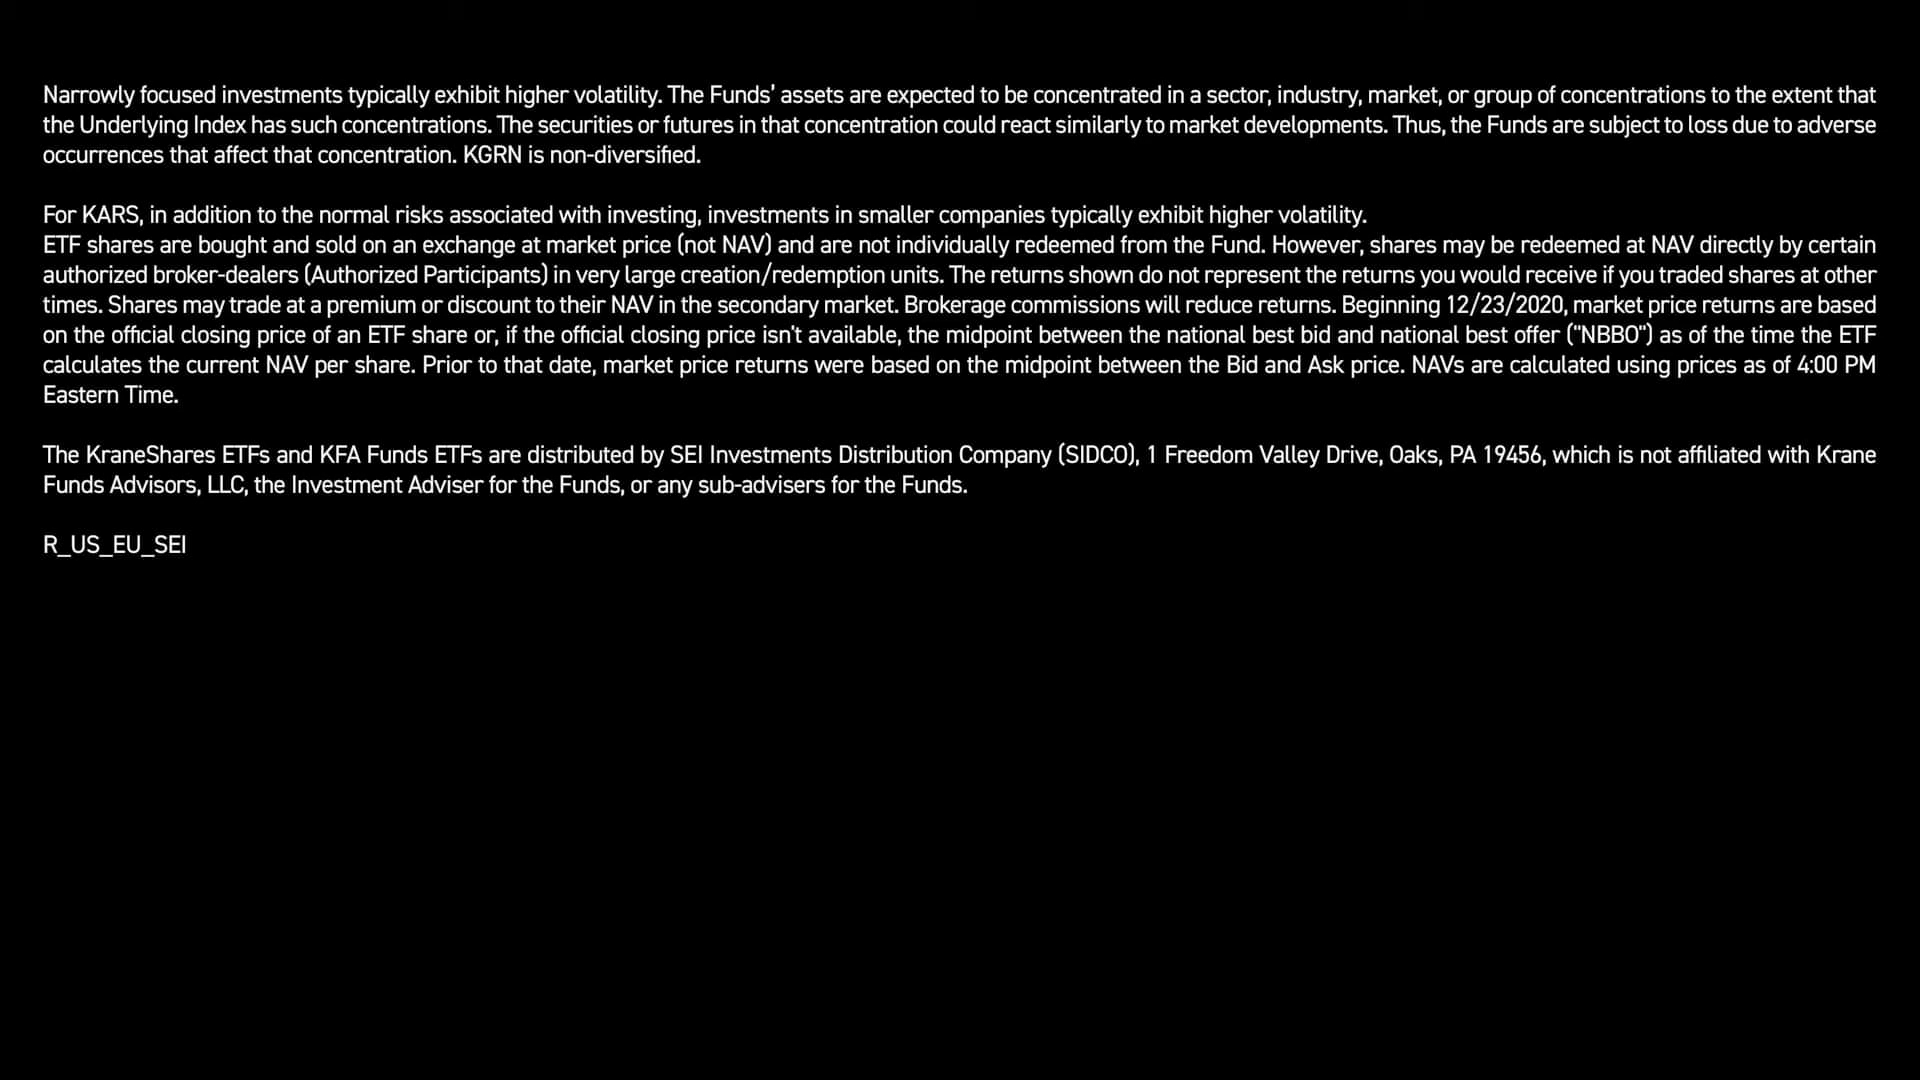 Narrowly focused investments typically exhibit higher volatility. The Funds’ assets are expected to be concentrated in a sector, industry, market, or group of concentrations to the extent that
the Underlying Index has such concentrations. The securities or futures in that concentration could react similarly to market developments. Thus, the Funds are subject to loss due to adverse
occurrences that affect that concentration. KGRN is non-diversified.
For KARS, in addition to the normal risks associated with investing, investments in smaller companies typically exhibit higher volatility.
ETF shares are bought and sold on an exchange at market price (not NAV) and are not individually redeemed from the Fund. However, shares may be redeemed at NAV directly by certain
authorized broker-dealers (Authorized Participants) in very large creation/redemption units. The returns shown do not represent the returns you would receive if you traded shares at other
times. Shares may trade at a premium or discount to their NAV in the secondary market. Brokerage commissions will reduce returns. Beginning 12/23/2020, market price returns are based
on the official closing price of an ETF share or, if the official closing price isn't available, the midpoint between the national best bid and national best offer ("NBBO") as of the time the ETF
calculates the current NAV per share. Prior to that date, market price returns were based on the midpoint between the Bid and Ask price. NAVs are calculated using prices as of 4:00 PM
Eastern Time.
The KraneShares ETFs and KFA Funds ETFs are distributed by SEI Investments Distribution Company (SIDCO), 1 Freedom Valley Drive, Oaks, PA 19456, which is not affiliated with Krane
Funds Advisors, LLC, the Investment Adviser for the Funds, or any sub-advisers for the Funds.
R_US_EU_SEI